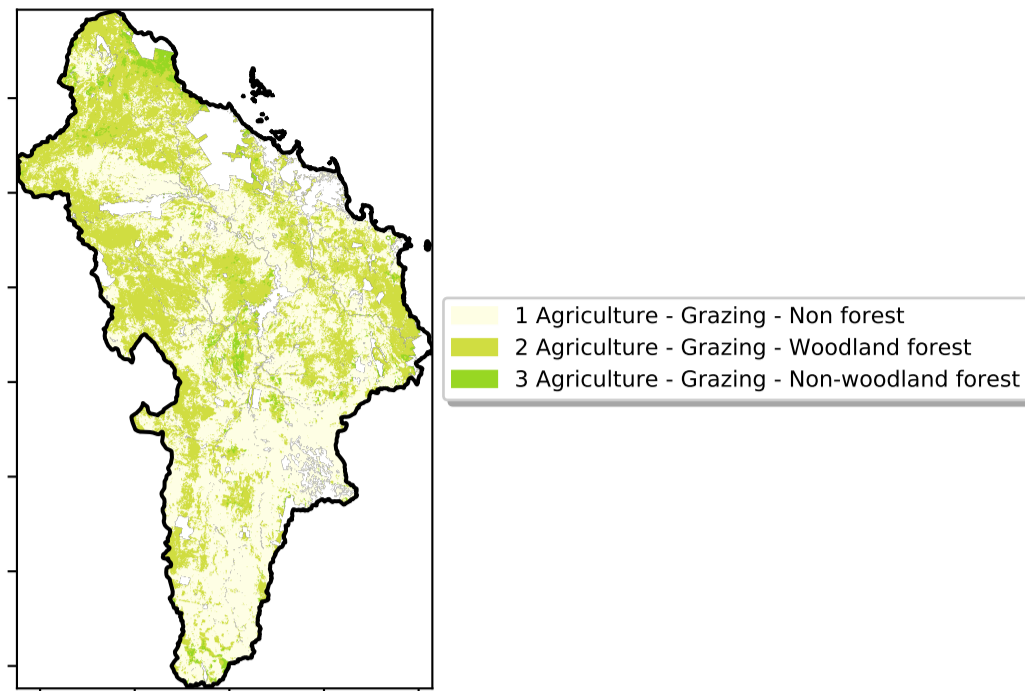 1 Agriculture - Grazing - Non forest
2 Agriculture - Grazing - Woodland forest
3 Agriculture - Grazing - Non-woodland forest